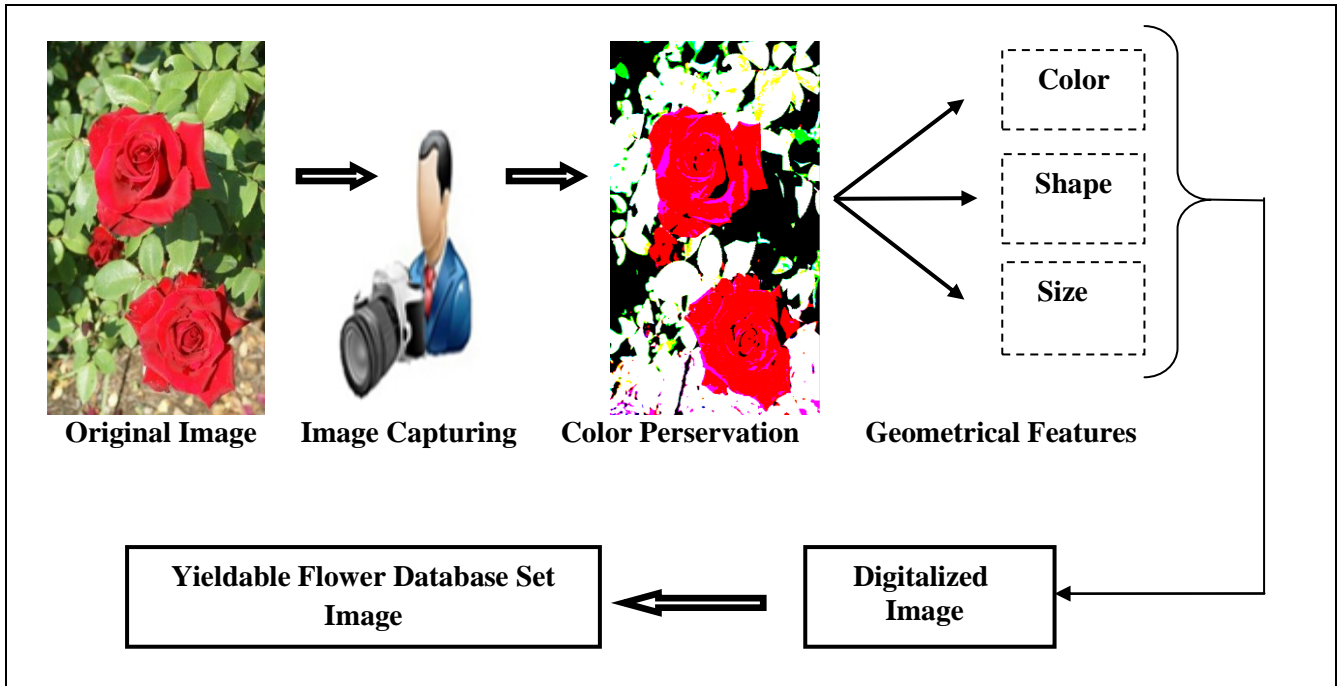 Color
Shape
Size
Original Image
Image Capturing
Color Perservation
Geometrical Features
Yieldable Flower Database Set
Image
Digitalized
Image